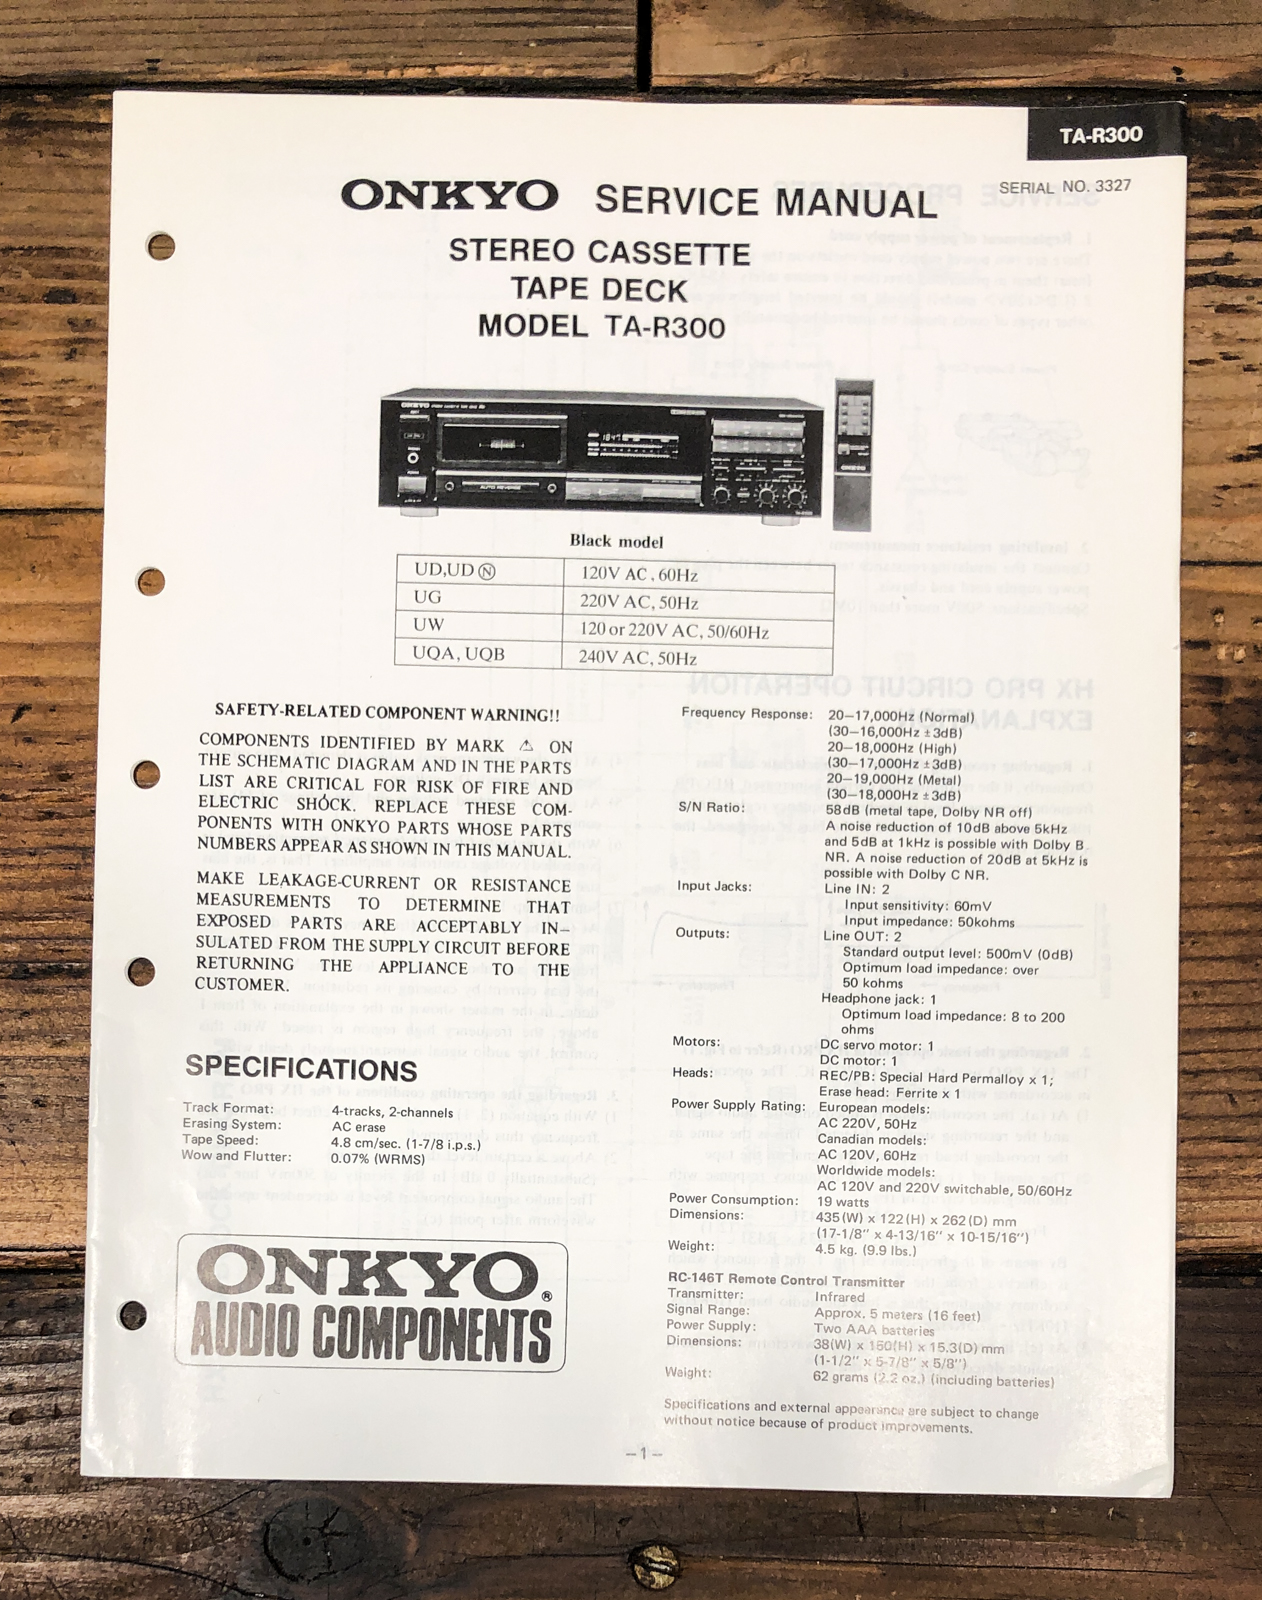 TA-R300
SERIAL NO. 3327
ONKYO SERVICE MANUAL
STEREO CASSETTE
TAPE DECK
MODEL TA-R300
ONKYO
AUTO REVERSE
ONKYO
Black model
UD,UD Ⓝ 120V AC, 60Hz
UG 220V AC, 50Hz
UW 120 or 220V AC, 50/60Hz
UQA, UQB 240V AC, 50Hz
SAFETY-RELATED COMPONENT WARNING!!
COMPONENTS IDENTIFIED BY MARK ⚠ ON
THE SCHEMATIC DIAGRAM AND IN THE PARTS
LIST ARE CRITICAL FOR RISK OF FIRE AND
ELECTRIC SHOCK. REPLACE THESE COM-
PONENTS WITH ONKYO PARTS WHOSE PARTS
NUMBERS APPEAR AS SHOWN IN THIS MANUAL.
MAKE LEAKAGE-CURRENT OR RESISTANCE
MEASUREMENTS TO DETERMINE THAT
EXPOSED PARTS ARE ACCEPTABLY IN-
SULATED FROM THE SUPPLY CIRCUIT BEFORE
RETURNING THE APPLIANCE TO THE
CUSTOMER.
SPECIFICATIONS
Track Format: 4-tracks, 2-channels
Erasing System: AC erase
Tape Speed: 4.8 cm/sec. (1-7/8 i.p.s.)
Wow and Flutter: 0.07% (WRMS)
ONKYO®
AUDIO COMPONENTS
Frequency Response: 20–17,000Hz (Normal)
(30–16,000Hz ±3dB)
20–18,000Hz (High)
(30–17,000Hz ±3dB)
20–19,000Hz (Metal)
(30–18,000Hz ±3dB)
S/N Ratio: 58dB (metal tape, Dolby NR off)
A noise reduction of 10dB above 5kHz
and 5dB at 1kHz is possible with Dolby B
NR. A noise reduction of 20dB at 5kHz is
possible with Dolby C NR.
Input Jacks: Line IN: 2
Input sensitivity: 60mV
Input impedance: 50kohms
Outputs: Line OUT: 2
Standard output level: 500mV (0dB)
Optimum load impedance: over
50 kohms
Headphone jack: 1
Optimum load impedance: 8 to 200
ohms
Motors: DC servo motor: 1
DC motor: 1
Heads: REC/PB: Special Hard Permalloy x 1;
Erase head: Ferrite x 1
Power Supply Rating: European models:
AC 220V, 50Hz
Canadian models:
AC 120V, 60Hz
Worldwide models:
AC 120V and 220V switchable, 50/60Hz
Power Consumption: 19 watts
Dimensions: 435(W) x 122(H) x 262(D) mm
(17-1/8" x 4-13/16" x 10-15/16")
Weight: 4.5 kg. (9.9 lbs.)
RC-146T Remote Control Transmitter
Transmitter: Infrared
Signal Range: Approx. 5 meters (16 feet)
Power Supply: Two AAA batteries
Dimensions: 38(W) x 150(H) x 15.3(D) mm
(1-1/2" x 5-7/8" x 5/8")
Weight: 62 grams (2.2 oz.) (including batteries)
Specifications and external appearance are subject to change
without notice because of product improvements.
–1–